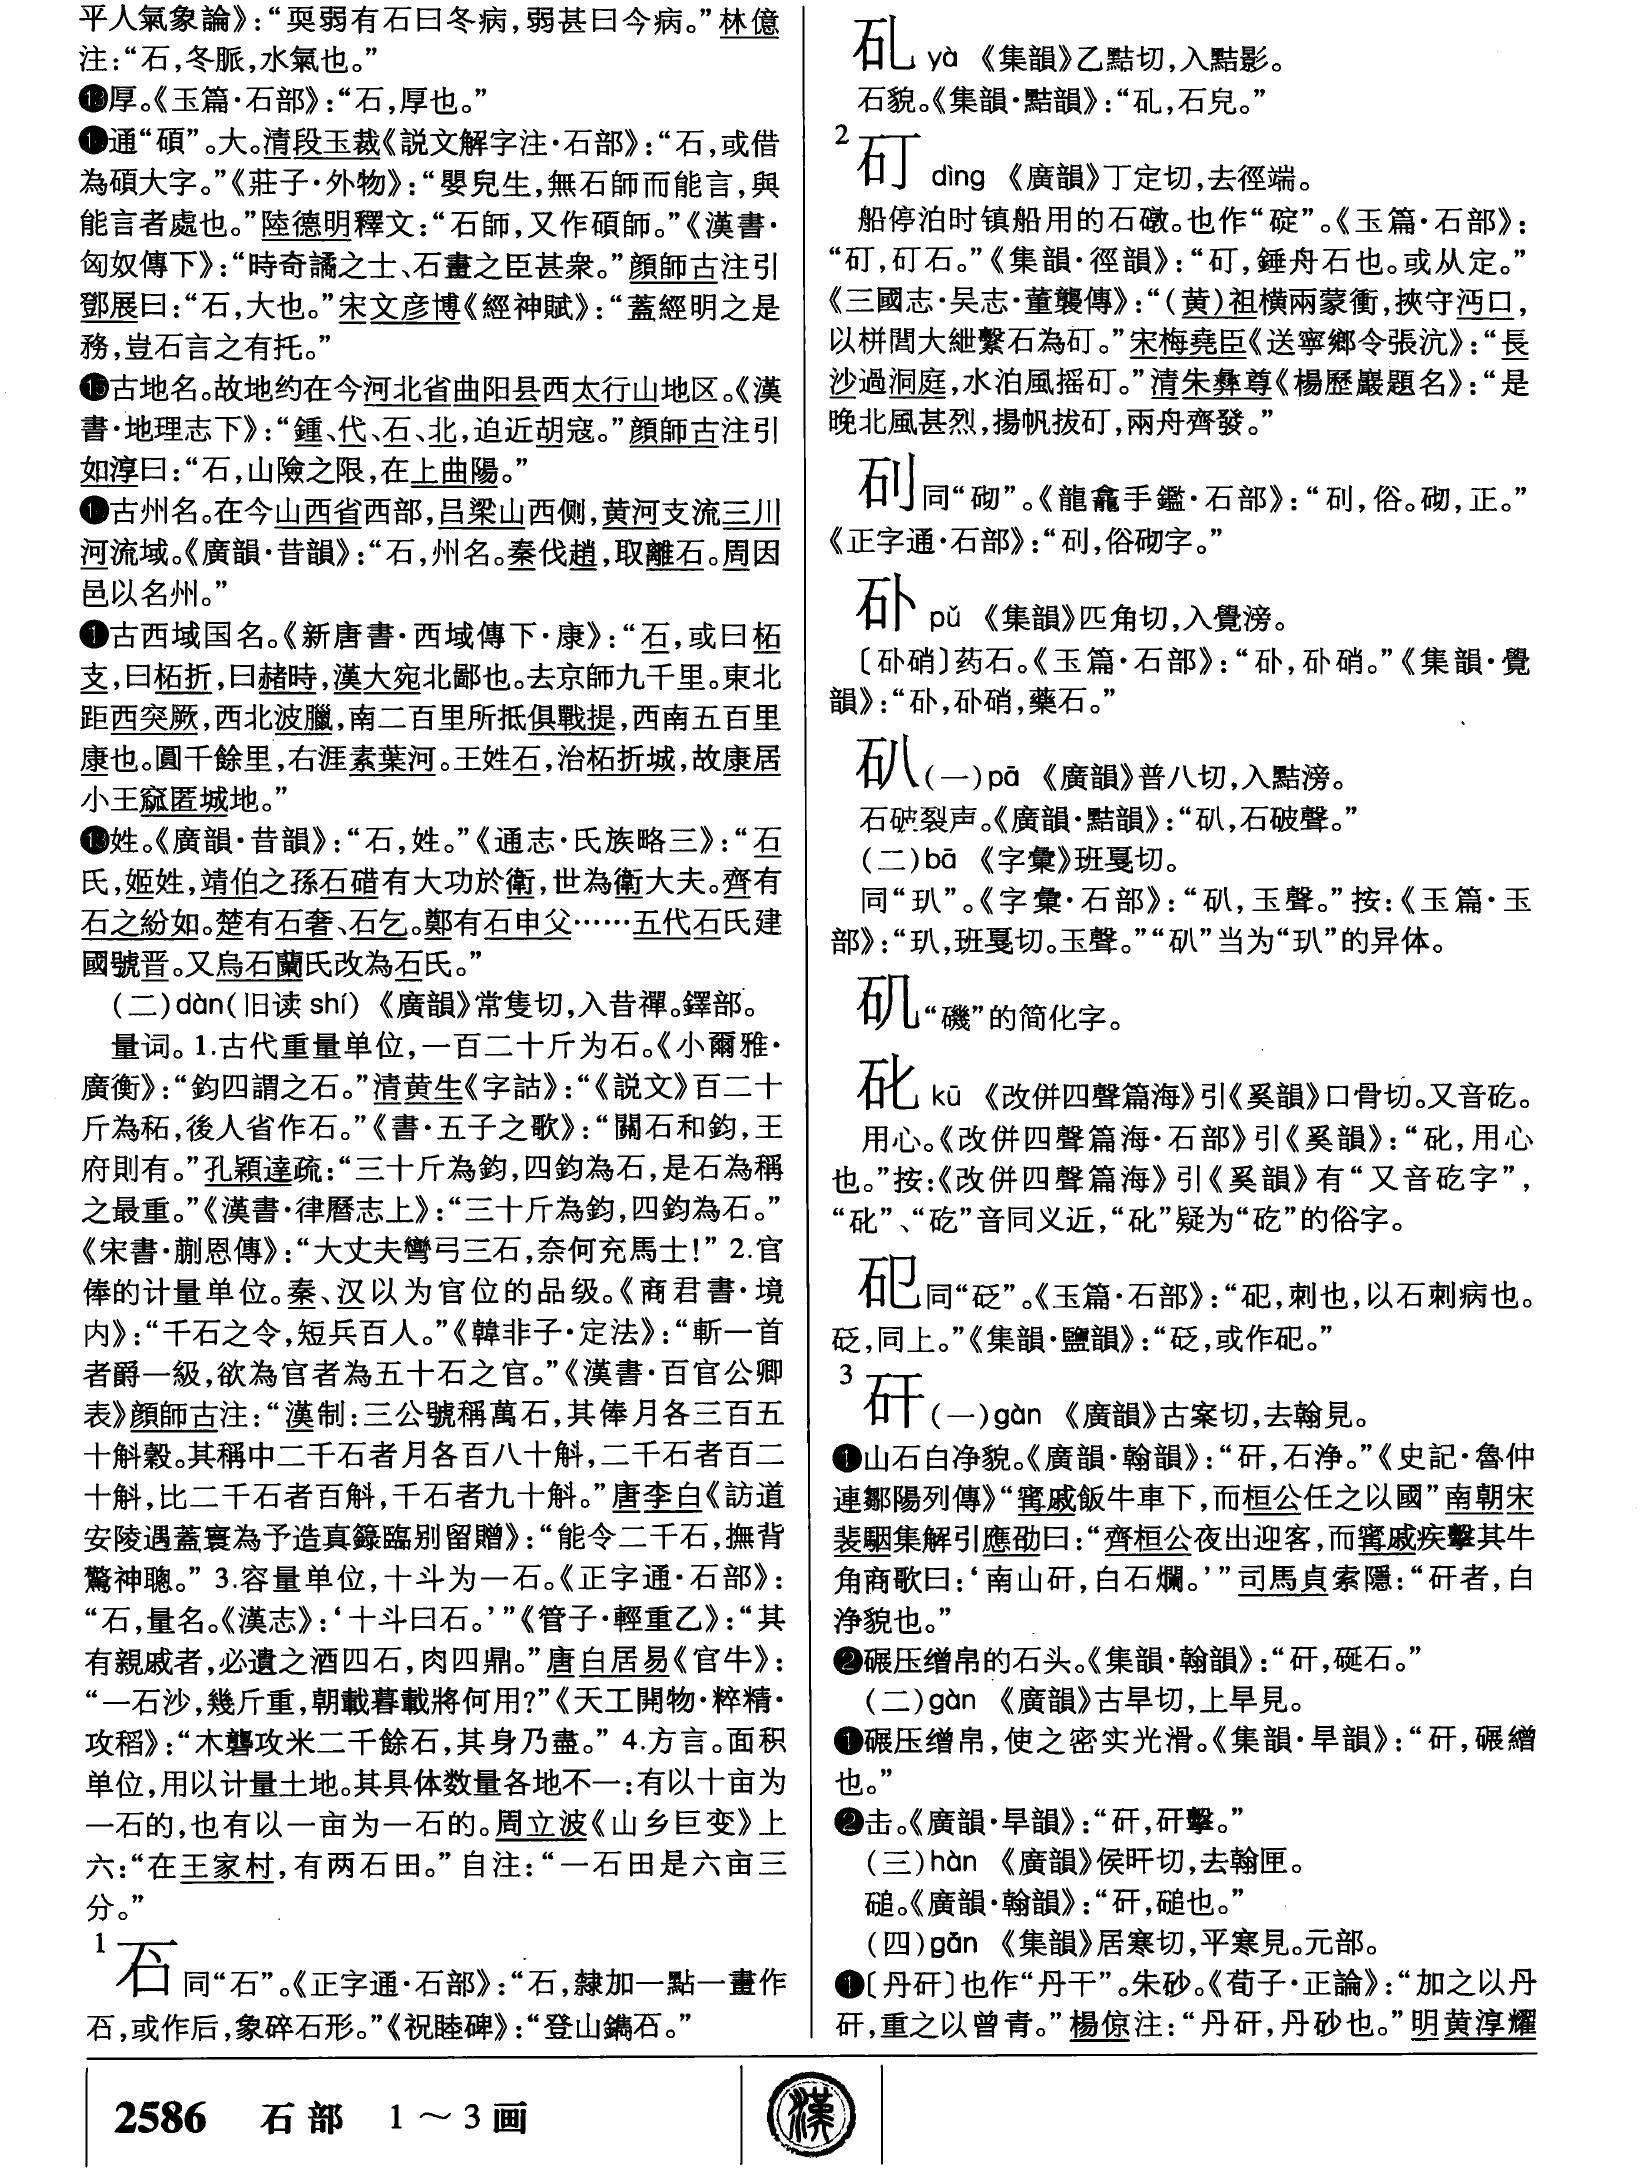 平人氣象論》：“耎弱有石曰冬病，弱甚曰今病。”林億
注：“石，冬脈，水氣也。”
⓭厚。《玉篇·石部》：“石，厚也。”
⓮通“碩”。大。清段玉裁《説文解字注·石部》：“石，或借
為碩大字。”《莊子·外物》：“嬰兒生，無石師而能言，與
能言者處也。”陸德明釋文：“石師，又作碩師。”《漢書·
匈奴傳下》：“時奇譎之士、石畫之臣甚衆。”顔師古注引
鄧展曰：“石，大也。”宋文彦博《經神賦》：“蓋經明之是
務，豈石言之有托。”
⓯古地名。故地约在今河北省曲阳县西太行山地区。《漢
書·地理志下》：“鍾、代、石、北，迫近胡寇。”顔師古注引
如淳曰：“石，山險之限，在上曲陽。”
⓰古州名。在今山西省西部，吕梁山西侧，黄河支流三川
河流域。《廣韻·昔韻》：“石，州名。秦伐趙，取離石。周因
邑以名州。”
⓱古西域国名。《新唐書·西域傳下·康》：“石，或曰柘
支，曰柘折，曰赭時，漢大宛北鄙也。去京師九千里。東北
距西突厥，西北波臘，南二百里所抵俱戰提，西南五百里
康也。圓千餘里，右涯素葉河。王姓石，治柘折城，故康居
小王窳匿城地。”
⓲姓。《廣韻·昔韻》：“石，姓。”《通志·氏族略三》：“石
氏，姬姓，靖伯之孫石碏有大功於衛，世為衛大夫。齊有
石之紛如。楚有石奢、石乞。鄭有石申父……五代石氏建
國號晋。又烏石蘭氏改為石氏。”
（二）dàn（旧读 shí）《廣韻》常隻切，入昔禪。鐸部。
量词。1.古代重量单位，一百二十斤为石。《小爾雅·
廣衡》：“鈞四謂之石。”清黄生《字詁》：“《説文》百二十
斤為䄷，後人省作石。”《書·五子之歌》：“關石和鈞，王
府則有。”孔穎達疏：“三十斤為鈞，四鈞為石，是石為稱
之最重。”《漢書·律曆志上》：“三十斤為鈞，四鈞為石。”
《宋書·蒯恩傳》：“大丈夫彎弓三石，奈何充馬士！” 2.官
俸的计量单位。秦、汉以为官位的品级。《商君書·境
内》：“千石之令，短兵百人。”《韓非子·定法》：“斬一首
者爵一級，欲為官者為五十石之官。”《漢書·百官公卿
表》顔師古注：“漢制：三公號稱萬石，其俸月各三百五
十斛穀。其稱中二千石者月各百八十斛，二千石者百二
十斛，比二千石者百斛，千石者九十斛。”唐李白《訪道
安陵遇蓋寰為予造真籙臨别留贈》：“能令二千石，撫背
驚神聰。” 3.容量单位，十斗为一石。《正字通·石部》：
“石，量名。《漢志》：‘十斗曰石。’”《管子·輕重乙》：“其
有親戚者，必遺之酒四石，肉四鼎。”唐白居易《官牛》：
“一石沙，幾斤重，朝載暮載將何用？”《天工開物·粹精·
攻稻》：“木礱攻米二千餘石，其身乃盡。” 4.方言。面积
单位，用以计量土地。其具体数量各地不一：有以十亩为
一石的，也有以一亩为一石的。周立波《山乡巨变》上
六：“在王家村，有两石田。”自注：“一石田是六亩三
分。”
1
𥐖同“石”。《正字通·石部》：“石，隸加一點一畫作
𥐖，或作后，象碎石形。”《祝睦碑》：“登山鐫𥐖。”
癿 yà 《集韻》乙黠切，入黠影。
石貌。《集韻·黠韻》：“癿，石皃。”
2
矴 dìng 《廣韻》丁定切，去徑端。
船停泊时镇船用的石礅。也作“碇”。《玉篇·石部》：
“矴，矴石。”《集韻·徑韻》：“矴，錘舟石也。或从定。”
《三國志·吴志·董襲傳》：“（黄）祖横兩蒙衝，挾守沔口，
以栟閭大紲繫石為矴。”宋梅堯臣《送寧鄉令張沆》：“長
沙過洞庭，水泊風摇矴。”清朱彝尊《楊歷巖題名》：“是
晚北風甚烈，揚帆拔矴，兩舟齊發。”
𥐝同“砌”。《龍龕手鑑·石部》：“𥐝，俗。砌，正。”
《正字通·石部》：“𥐝，俗砌字。”
䂈 pǔ 《集韻》匹角切，入覺滂。
〔䂈硝〕药石。《玉篇·石部》：“䂈，䂈硝。”《集韻·覺
韻》：“䂈，䂈硝，藥石。”
䂆（一）pā 《廣韻》普八切，入黠滂。
石破裂声。《廣韻·黠韻》：“䂆，石破聲。”
（二）bā 《字彙》班戛切。
同“玐”。《字彙·石部》：“䂆，玉聲。”按：《玉篇·玉
部》：“玐，班戛切。玉聲。”“䂆”当为“玐”的异体。
矶“磯”的简化字。
𥐙 kū 《改併四聲篇海》引《奚韻》口骨切。又音矻。
用心。《改併四聲篇海·石部》引《奚韻》：“𥐙，用心
也。”按：《改併四聲篇海》引《奚韻》有“又音矻字”，
“𥐙”、“矻”音同义近，“𥐙”疑为“矻”的俗字。
𥐚同“砭”。《玉篇·石部》：“𥐚，刺也，以石刺病也。
砭，同上。”《集韻·鹽韻》：“砭，或作𥐚。”
3
矸（一）gàn 《廣韻》古案切，去翰見。
❶山石白净貌。《廣韻·翰韻》：“矸，石浄。”《史記·魯仲
連鄒陽列傳》“甯戚飯牛車下，而桓公任之以國”南朝宋
裴駰集解引應劭曰：“齊桓公夜出迎客，而甯戚疾擊其牛
角商歌曰：‘南山矸，白石爛。’”司馬貞索隱：“矸者，白
浄貌也。”
❷碾压缯帛的石头。《集韻·翰韻》：“矸，硟石。”
（二）gàn 《廣韻》古旱切，上旱見。
❶碾压缯帛，使之密实光滑。《集韻·旱韻》：“矸，碾繒
也。”
❷击。《廣韻·旱韻》：“矸，矸擊。”
（三）hàn 《廣韻》侯旰切，去翰匣。
磓。《廣韻·翰韻》：“矸，磓也。”
（四）gān 《集韻》居寒切，平寒見。元部。
❶〔丹矸〕也作“丹干”。朱砂。《荀子·正論》：“加之以丹
矸，重之以曾青。”楊倞注：“丹矸，丹砂也。”明黄淳耀
2586 石部 1～3画
漢